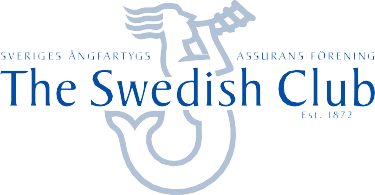 SVERIGES ÅNGFARTYGS ASSURANS FÖRENING
The Swedish Club
Est. 1872